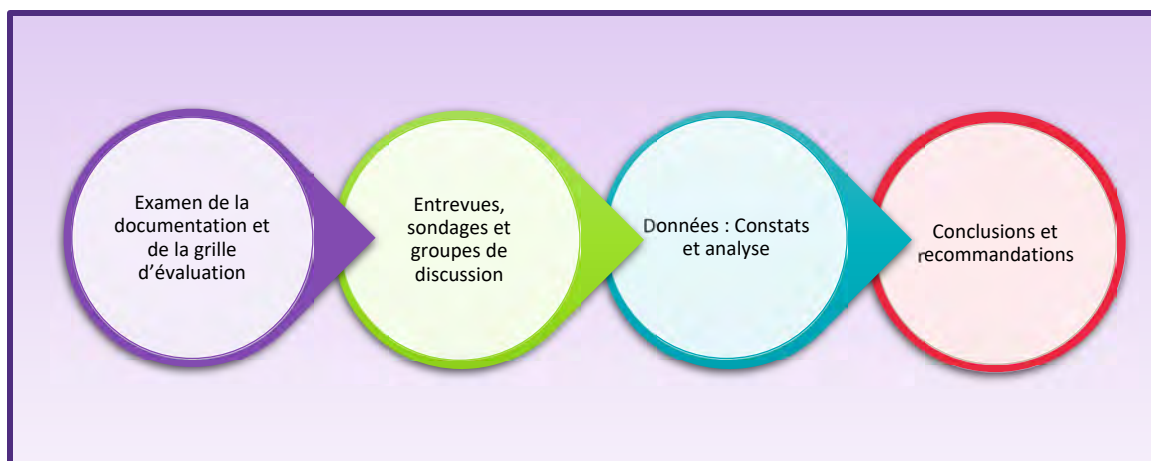 Examen de la
documentation et
de la grille
d’évaluation
Entrevues,
sondages et
groupes de
discussion
Données : Constats
et analyse
Conclusions et
recommandations